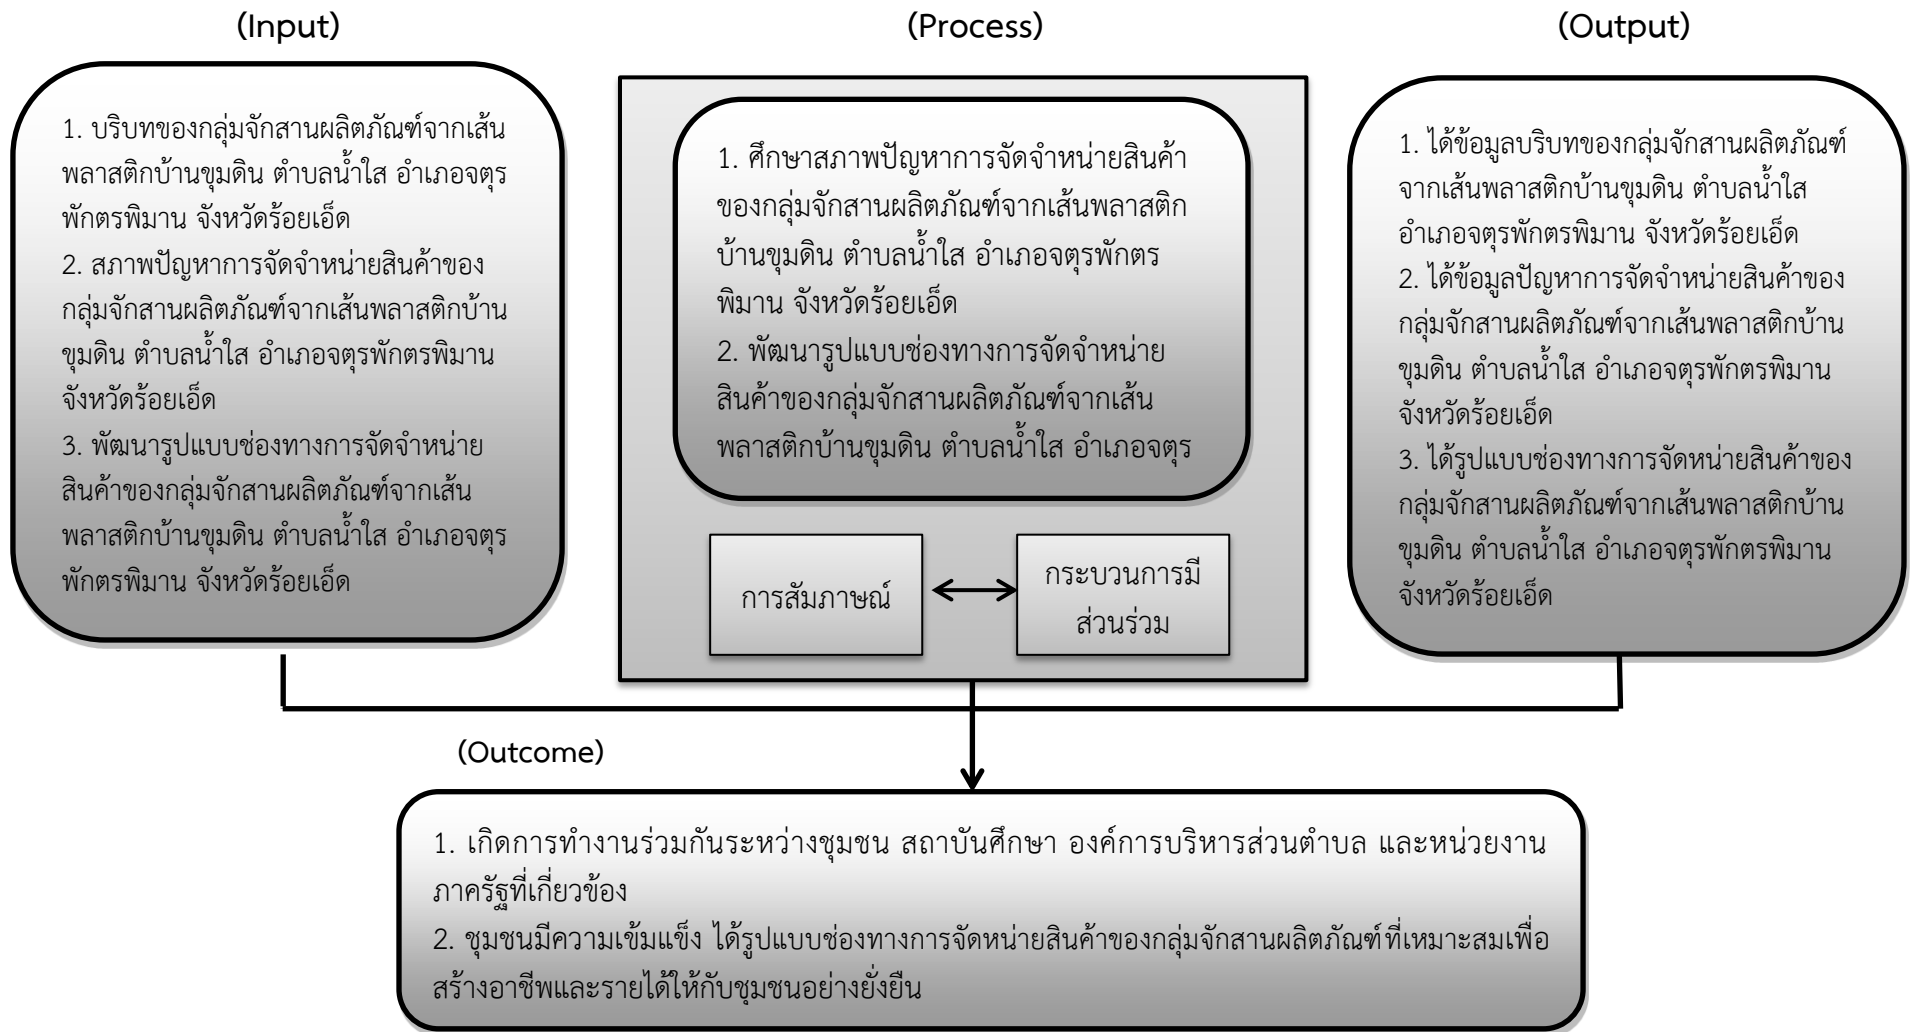 (Input)
1. บริบทของกลุ่มจักสานผลิตภัณฑ์จากเส้น
พลาสติกบ้านขุมดิน ตำบลน้ำใส อำเภอจตุร
พักตรพิมาน จังหวัดร้อยเอ็ด
2. สภาพปัญหาการจัดจำหน่ายสินค้าของ
กลุ่มจักสานผลิตภัณฑ์จากเส้นพลาสติกบ้าน
ขุมดิน ตำบลน้ำใส อำเภอจตุรพักตรพิมาน
จังหวัดร้อยเอ็ด
3. พัฒนารูปแบบช่องทางการจัดจำหน่าย
สินค้าของกลุ่มจักสานผลิตภัณฑ์จากเส้น
พลาสติกบ้านขุมดิน ตำบลน้ำใส อำเภอจตุร
พักตรพิมาน จังหวัดร้อยเอ็ด
(Process)
1. ศึกษาสภาพปัญหาการจัดจำหน่ายสินค้า
ของกลุ่มจักสานผลิตภัณฑ์จากเส้นพลาสติก
บ้านขุมดิน ตำบลน้ำใส อำเภอจตุรพักตร
พิมาน จังหวัดร้อยเอ็ด
2. พัฒนารูปแบบช่องทางการจัดจำหน่าย
สินค้าของกลุ่มจักสานผลิตภัณฑ์จากเส้น
พลาสติกบ้านขุมดิน ตำบลน้ำใส อำเภอจตุร
การสัมภาษณ์
กระบวนการมี
ส่วนร่วม
(Output)
1. ได้ข้อมูลบริบทของกลุ่มจักสานผลิตภัณฑ์
จากเส้นพลาสติกบ้านขุมดิน ตำบลน้ำใส
อำเภอจตุรพักตรพิมาน จังหวัดร้อยเอ็ด
2. ได้ข้อมูลปัญหาการจัดจำหน่ายสินค้าของ
กลุ่มจักสานผลิตภัณฑ์จากเส้นพลาสติกบ้าน
ขุมดิน ตำบลน้ำใส อำเภอจตุรพักตรพิมาน
จังหวัดร้อยเอ็ด
3. ได้รูปแบบช่องทางการจัดหน่ายสินค้าของ
กลุ่มจักสานผลิตภัณฑ์จากเส้นพลาสติกบ้าน
ขุมดิน ตำบลน้ำใส อำเภอจตุรพักตรพิมาน
จังหวัดร้อยเอ็ด
(Outcome)
1. เกิดการทำงานร่วมกันระหว่างชุมชน สถาบันศึกษา องค์การบริหารส่วนตำบล และหน่วยงาน
ภาครัฐที่เกี่ยวข้อง
2. ชุมชนมีความเข้มแข็ง ได้รูปแบบช่องทางการจัดหน่ายสินค้าของกลุ่มจักสานผลิตภัณฑ์ที่เหมาะสมเพื่อ
สร้างอาชีพและรายได้ให้กับชุมชนอย่างยั่งยืน